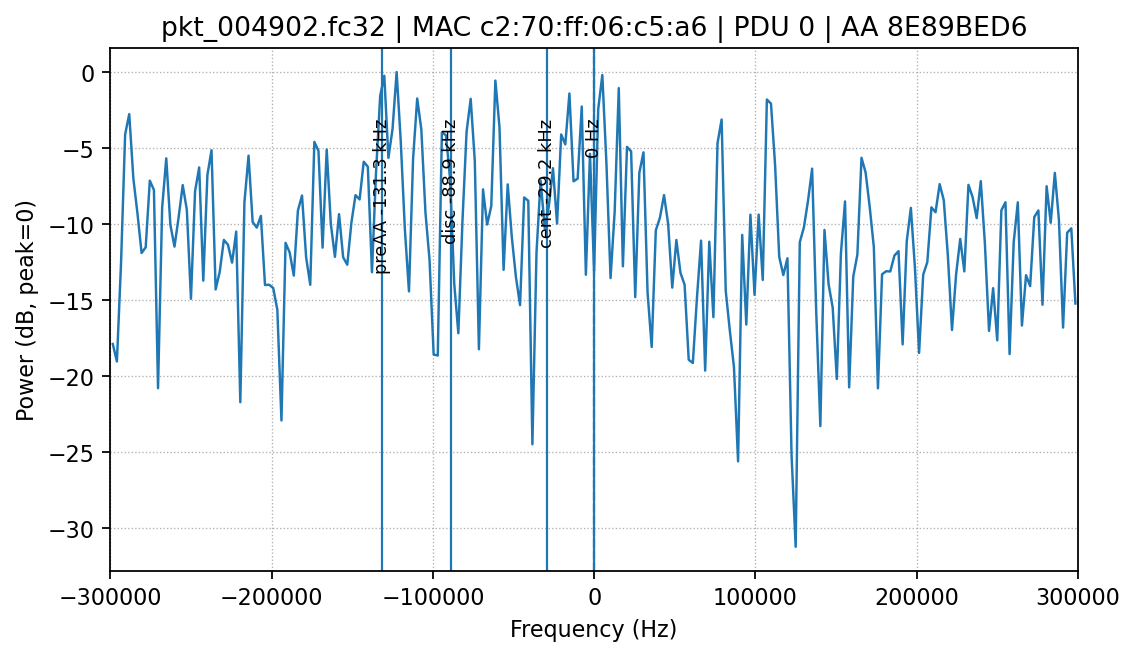 pkt_004902.fc32 | MAC c2:70:ff:06:c5:a6 | PDU 0 | AA 8E89BED6
Power (dB, peak=0)
0
−5
−10
−15
−20
−25
−30
preAA -131.3 kHz
disc -88.9 kHz
cent -29.2 kHz
0 Hz
−300000 −200000 −100000 0 100000 200000 300000
Frequency (Hz)